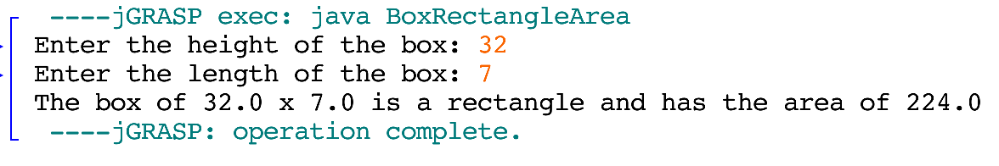 ----jGRASP exec: java BoxRectangleArea
Enter the height of the box: 32
Enter the length of the box: 7
The box of 32.0 x 7.0 is a rectangle and has the area of 224.0
----jGRASP: operation complete.